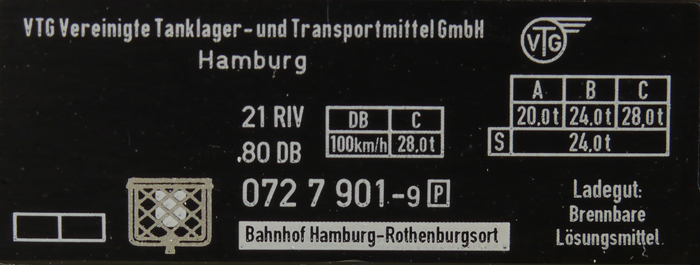 VTG Vereinigte Tanklager-und Transportmittel GmbH
Hamburg
VTG
21 RIV
.80 DB
072 7 901-9 P
DB C
100km/h 28,0t
A B C
20,0t 24,0t 28,0t
S 24,0t
Bahnhof Hamburg-Rothenburgsort
Ladegut:
Brennbare
Lösungsmittel